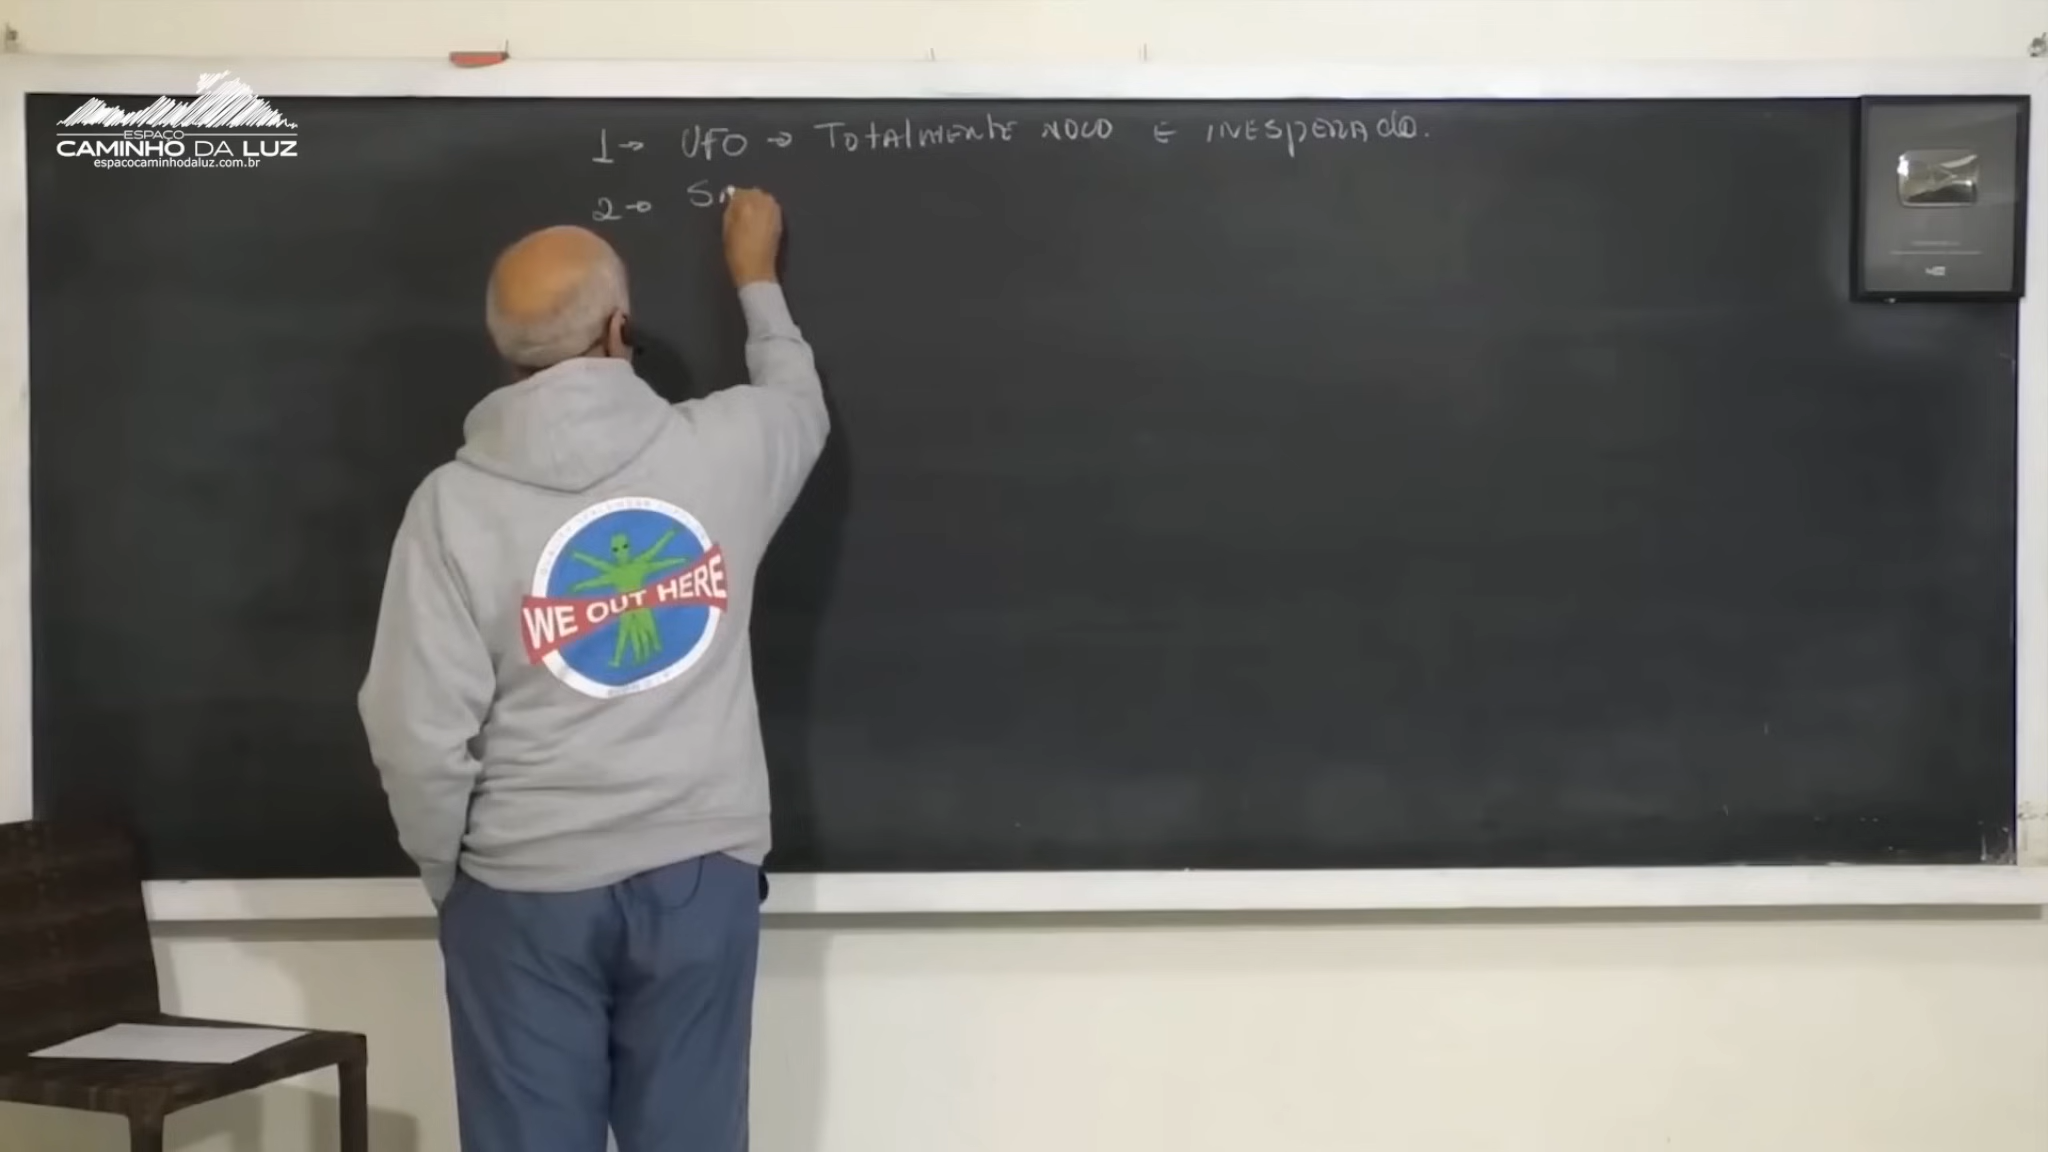 ESPAÇO
CAMINHO DA LUZ
espacocaminhodaluz.com.br
1→ UFO → TOTALMENTE NOVO E INESPERADO.
2→
WE OUT HERE